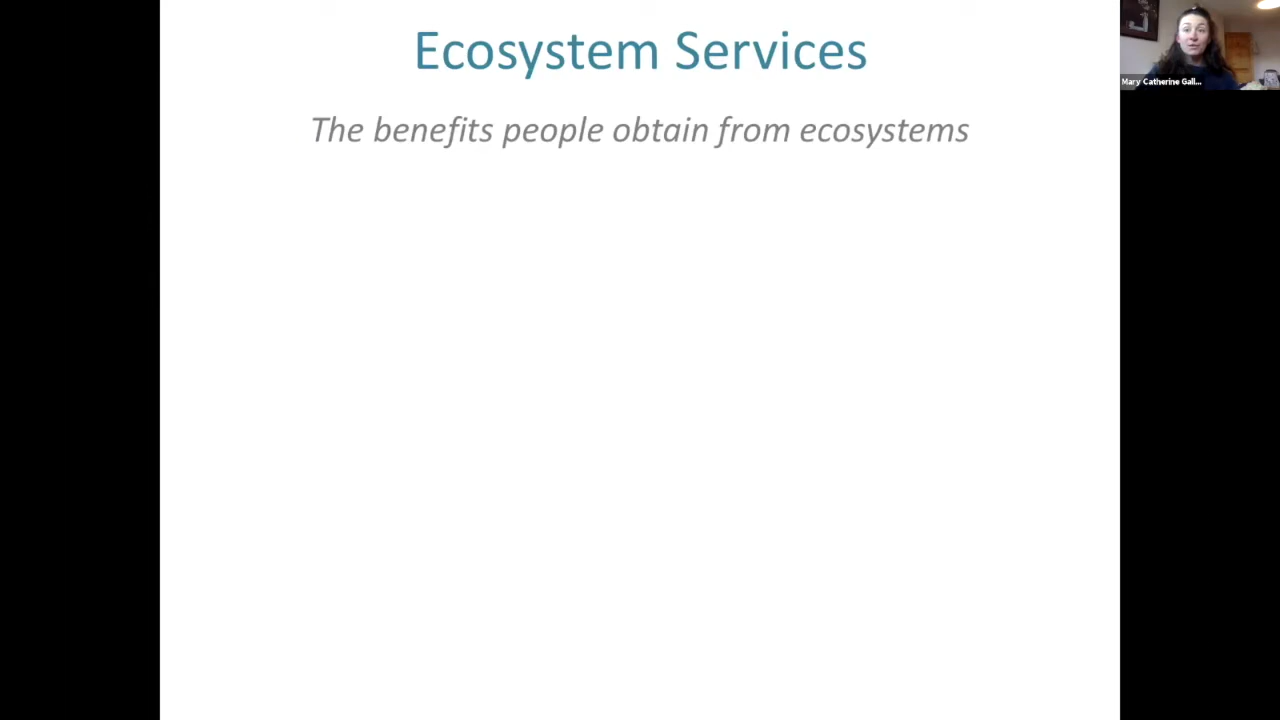 Ecosystem Services
The benefits people obtain from ecosystems
Mary Catherine Gall...